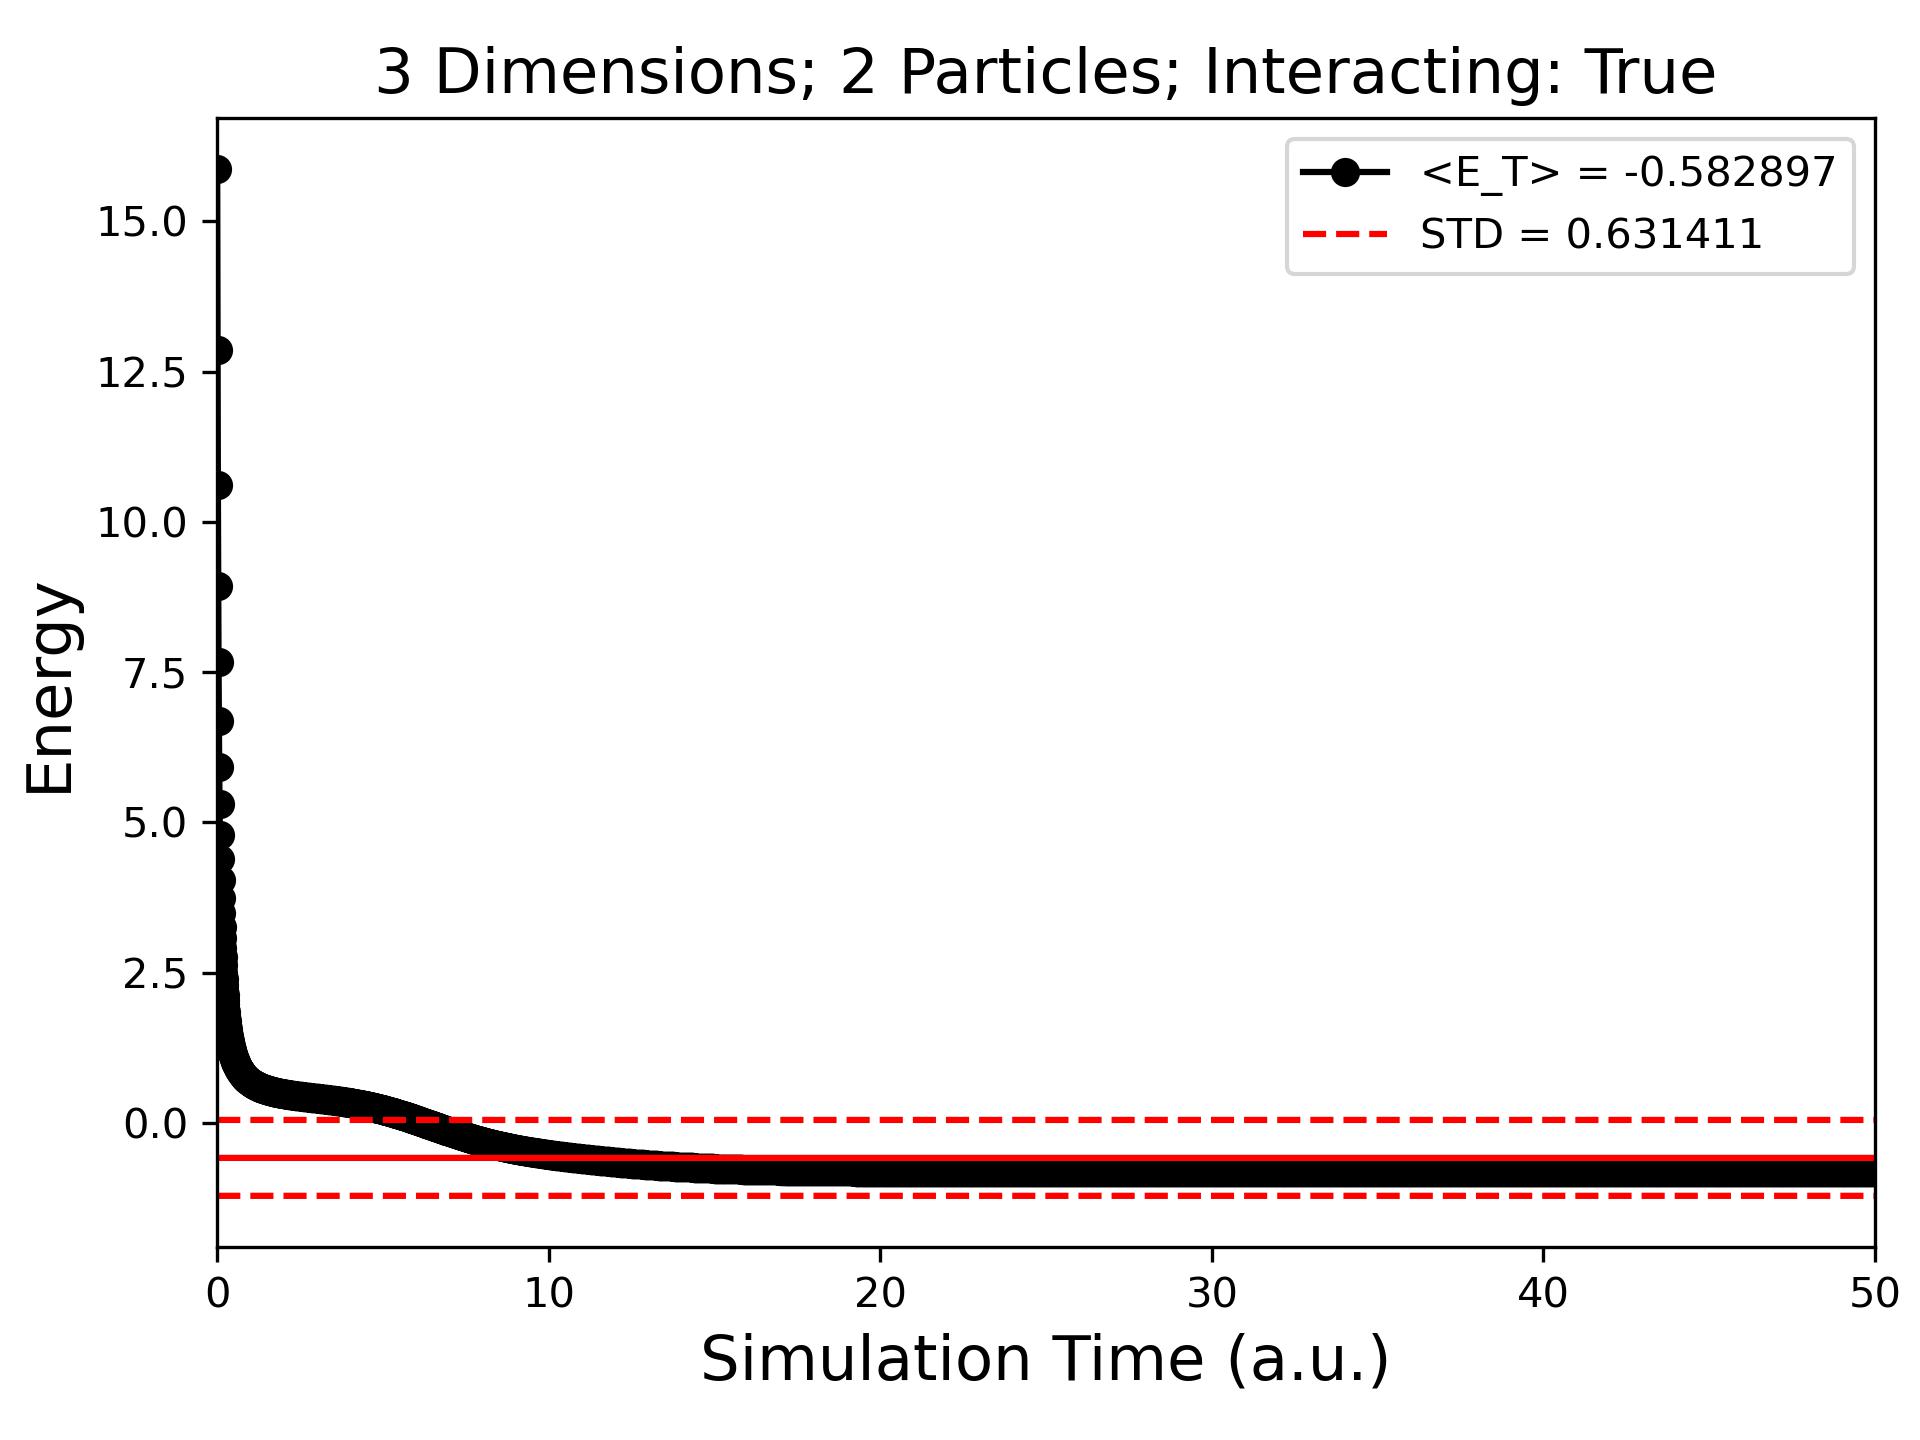 3 Dimensions; 2 Particles; Interacting: True
<E_T> = -0.582897
STD = 0.631411
15.0
12.5
10.0
7.5
5.0
2.5
0.0
Energy
0 10 20 30 40 50
Simulation Time (a.u.)